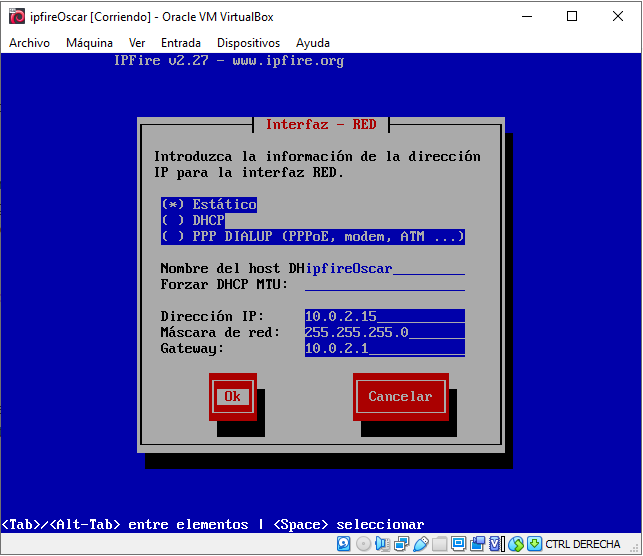 ipfireOscar [Corriendo] - Oracle VM VirtualBox
Archivo Máquina Ver Entrada Dispositivos Ayuda
IPFire v2.27 - www.ipfire.org
Interfaz - RED
Introduzca la información de la dirección
IP para la interfaz RED.
(*) Estático
( ) DHCP
( ) PPP DIALUP (PPPoE, modem, ATM ...)
Nombre del host DHipfireOscar
Forzar DHCP MTU:
Dirección IP: 10.0.2.15
Máscara de red: 255.255.255.0
Gateway: 10.0.2.1
Ok Cancelar
<Tab>/<Alt-Tab> entre elementos | <Space> seleccionar
CTRL DERECHA